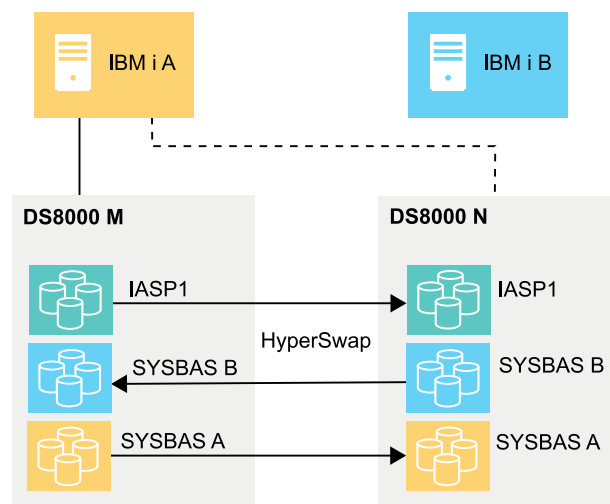 IBM i A
IBM i B
DS8000 M
DS8000 N
IASP1
IASP1
HyperSwap
SYSBAS B
SYSBAS B
SYSBAS A
SYSBAS A